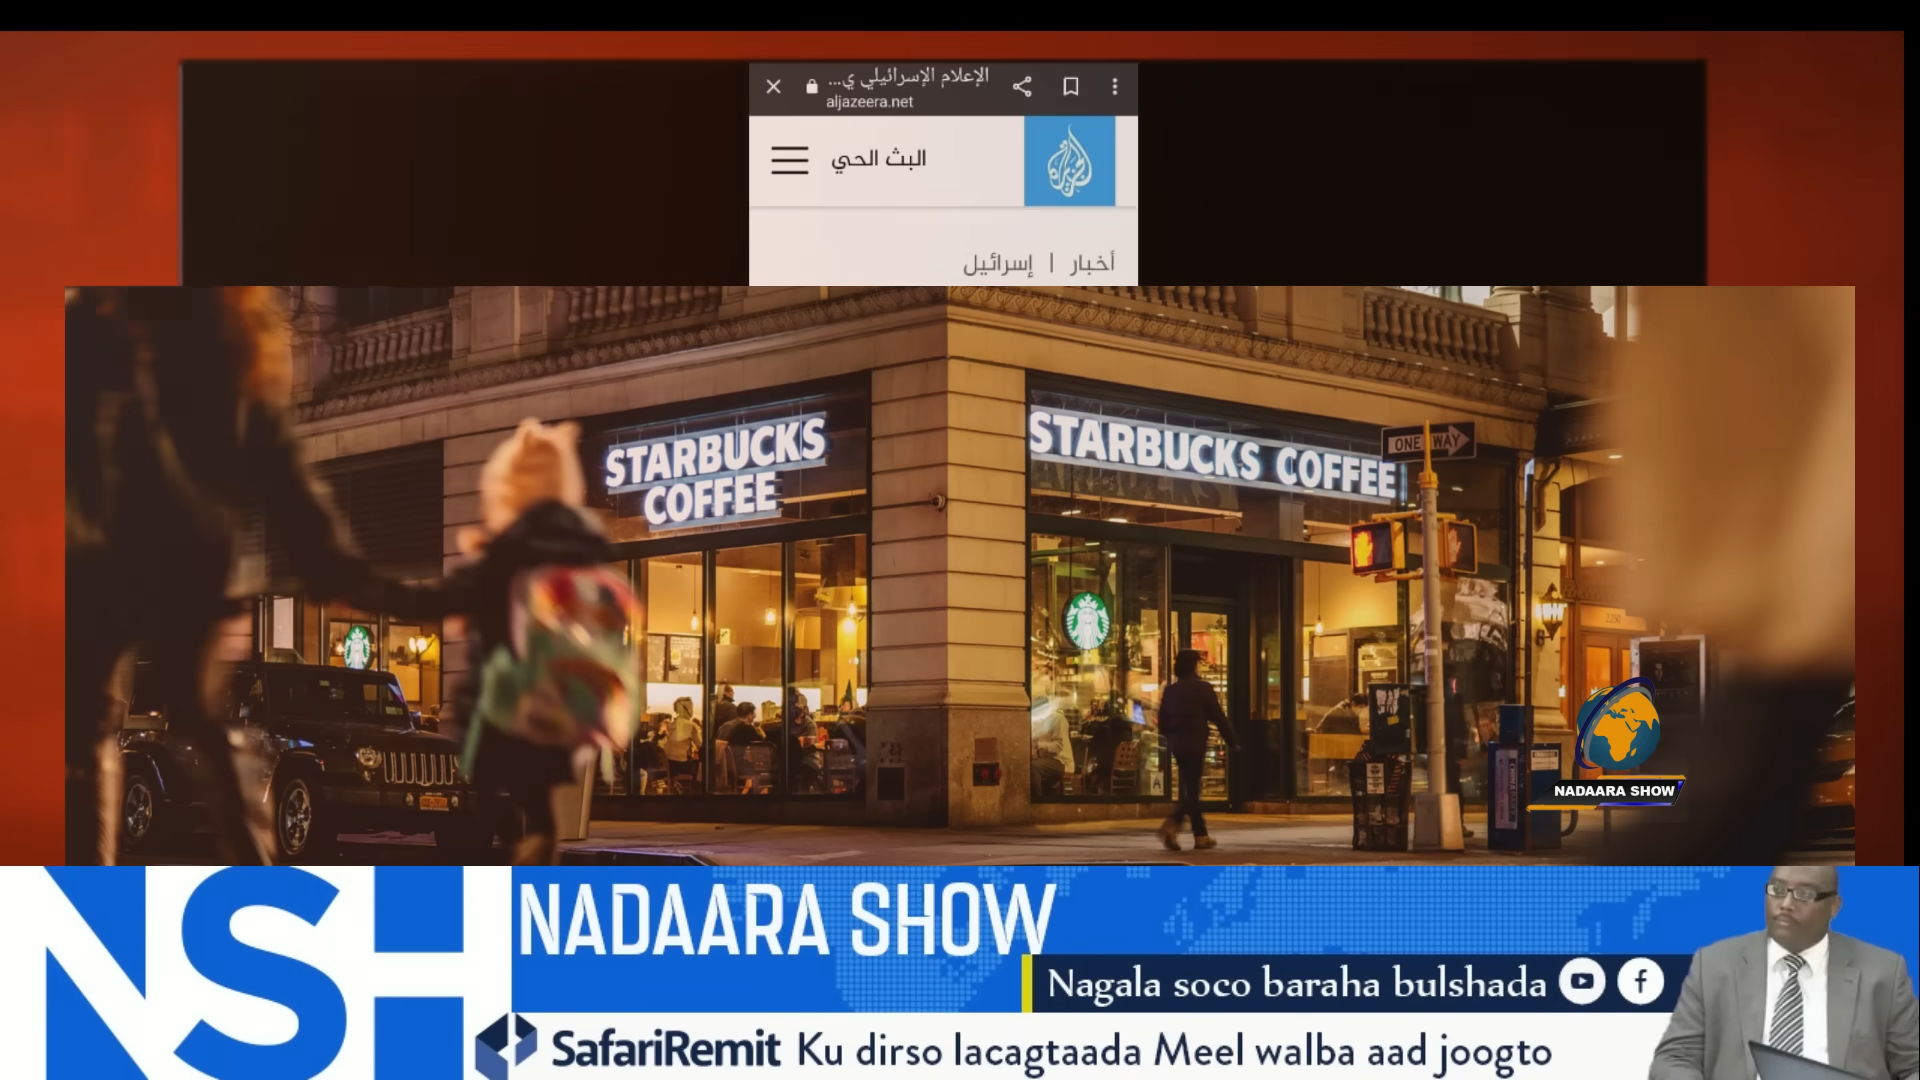 الإعلام الإسرائيلي ي...
aljazeera.net
البث الحي
أخبار | إسرائيل
STARBUCKS
COFFEE
STARBUCKS COFFEE
ONE WAY
NADAARA SHOW
NSH
NADAARA SHOW
Nagala soco baraha bulshada
SafariRemit Ku dirso lacagtaada Meel walba aad joogto